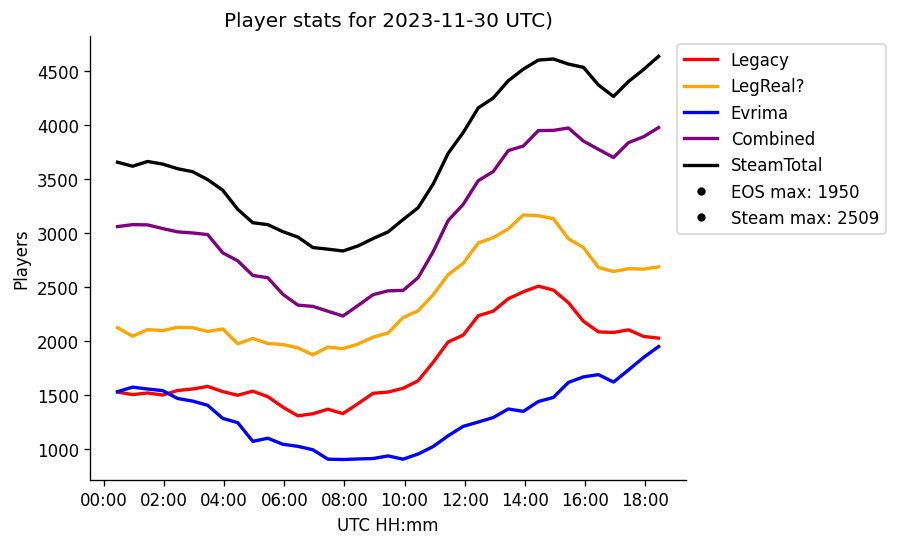 Player stats for 2023-11-30 UTC)
Legacy
LegReal?
Evrima
Combined
SteamTotal
EOS max: 1950
Steam max: 2509
Players
4500
4000
3500
3000
2500
2000
1500
1000
00:00 02:00 04:00 06:00 08:00 10:00 12:00 14:00 16:00 18:00
UTC HH:mm